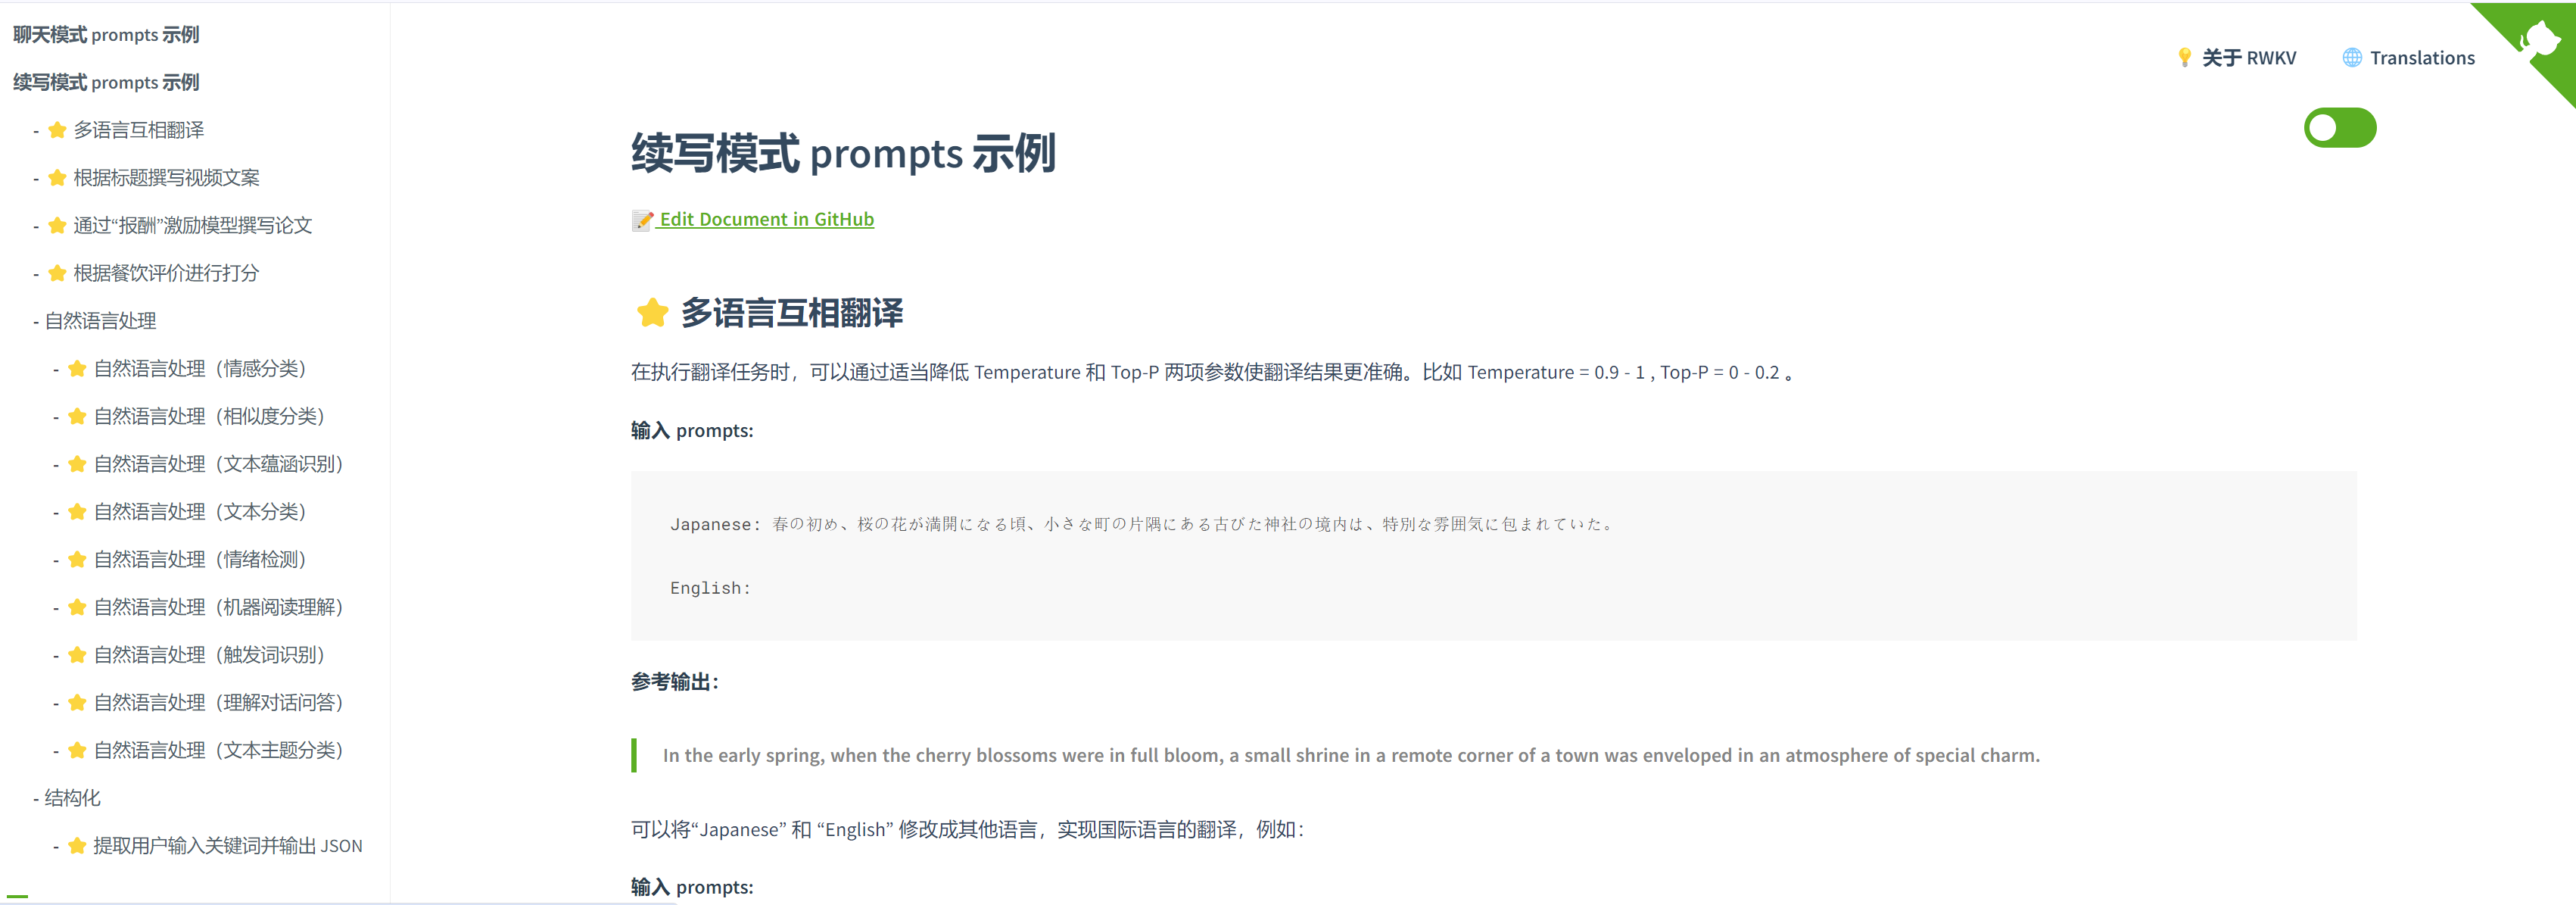 聊天模式 prompts 示例
续写模式 prompts 示例
- ⭐ 多语言互相翻译
- ⭐ 根据标题撰写视频文案
- ⭐ 通过“报酬”激励模型撰写论文
- ⭐ 根据餐饮评价进行打分
- 自然语言处理
- ⭐ 自然语言处理（情感分类）
- ⭐ 自然语言处理（相似度分类）
- ⭐ 自然语言处理（文本蕴涵识别）
- ⭐ 自然语言处理（文本分类）
- ⭐ 自然语言处理（情绪检测）
- ⭐ 自然语言处理（机器阅读理解）
- ⭐ 自然语言处理（触发词识别）
- ⭐ 自然语言处理（理解对话问答）
- ⭐ 自然语言处理（文本主题分类）
- 结构化
- ⭐ 提取用户输入关键词并输出 JSON
💡 关于 RWKV
🌐 Translations
续写模式 prompts 示例
📝 Edit Document in GitHub
⭐ 多语言互相翻译
在执行翻译任务时，可以通过适当降低 Temperature 和 Top-P 两项参数使翻译结果更准确。比如 Temperature = 0.9 - 1 , Top-P = 0 - 0.2 。
输入 prompts:
Japanese: 春の初め、桜の花が満開になる頃、小さな町の片隅にある古びた神社の境内は、特別な雰囲気に包まれていた。
English:
参考输出：
In the early spring, when the cherry blossoms were in full bloom, a small shrine in a remote corner of a town was enveloped in an atmosphere of special charm.
可以将“Japanese” 和 “English” 修改成其他语言，实现国际语言的翻译，例如：
输入 prompts: